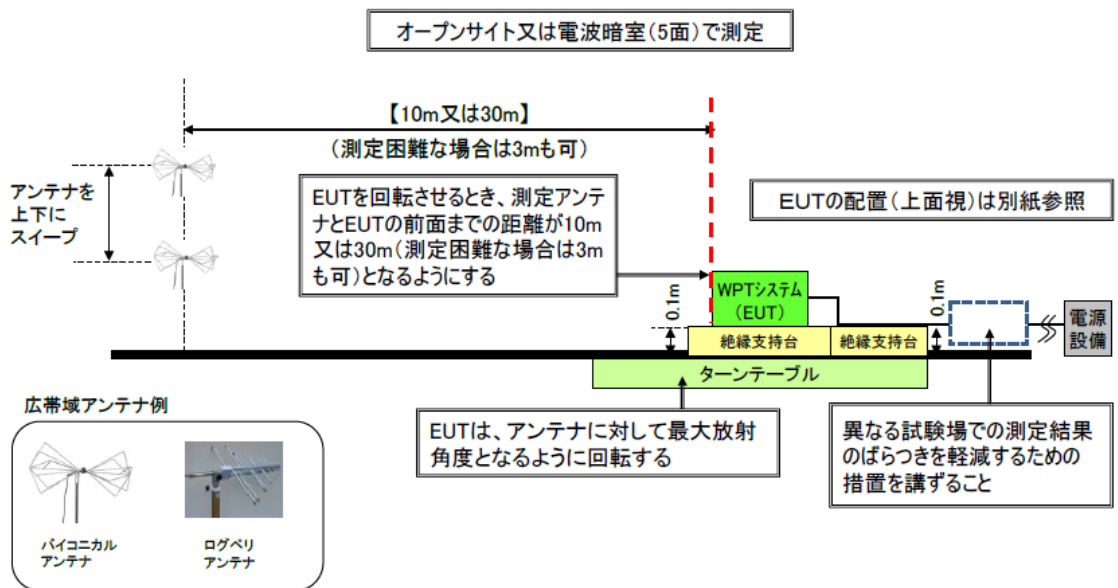 オープンサイト又は電波暗室(5面)で測定
【10m又は30m】
(測定困難な場合は3mも可)
アンテナを
上下に
スイープ
EUTを回転させるとき、測定アンテ
ナとEUTの前面までの距離が10m
又は30m(測定困難な場合は3m
も可)となるようにする
EUTの配置(上面視)は別紙参照
0.1m
WPTシステム
(EUT)
0.1m
電源
設備
絶縁支持台
絶縁支持台
ターンテーブル
広帯域アンテナ例
バイコニカル
アンテナ
ログペリ
アンテナ
EUTは、アンテナに対して最大放射
角度となるように回転する
異なる試験場での測定結果
のばらつきを軽減するための
措置を講ずること